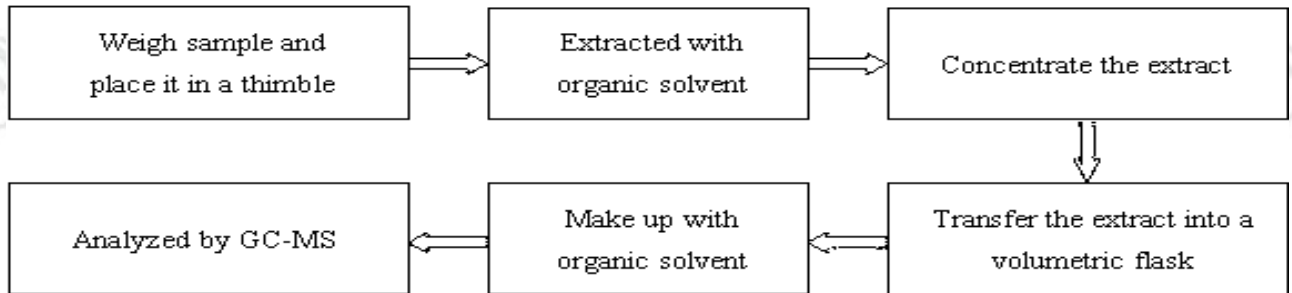 Weigh sample and
place it in a thimble
Extracted with
organic solvent
Concentrate the extract
Transfer the extract into a
volumetric flask
Make up with
organic solvent
Analyzed by GC-MS